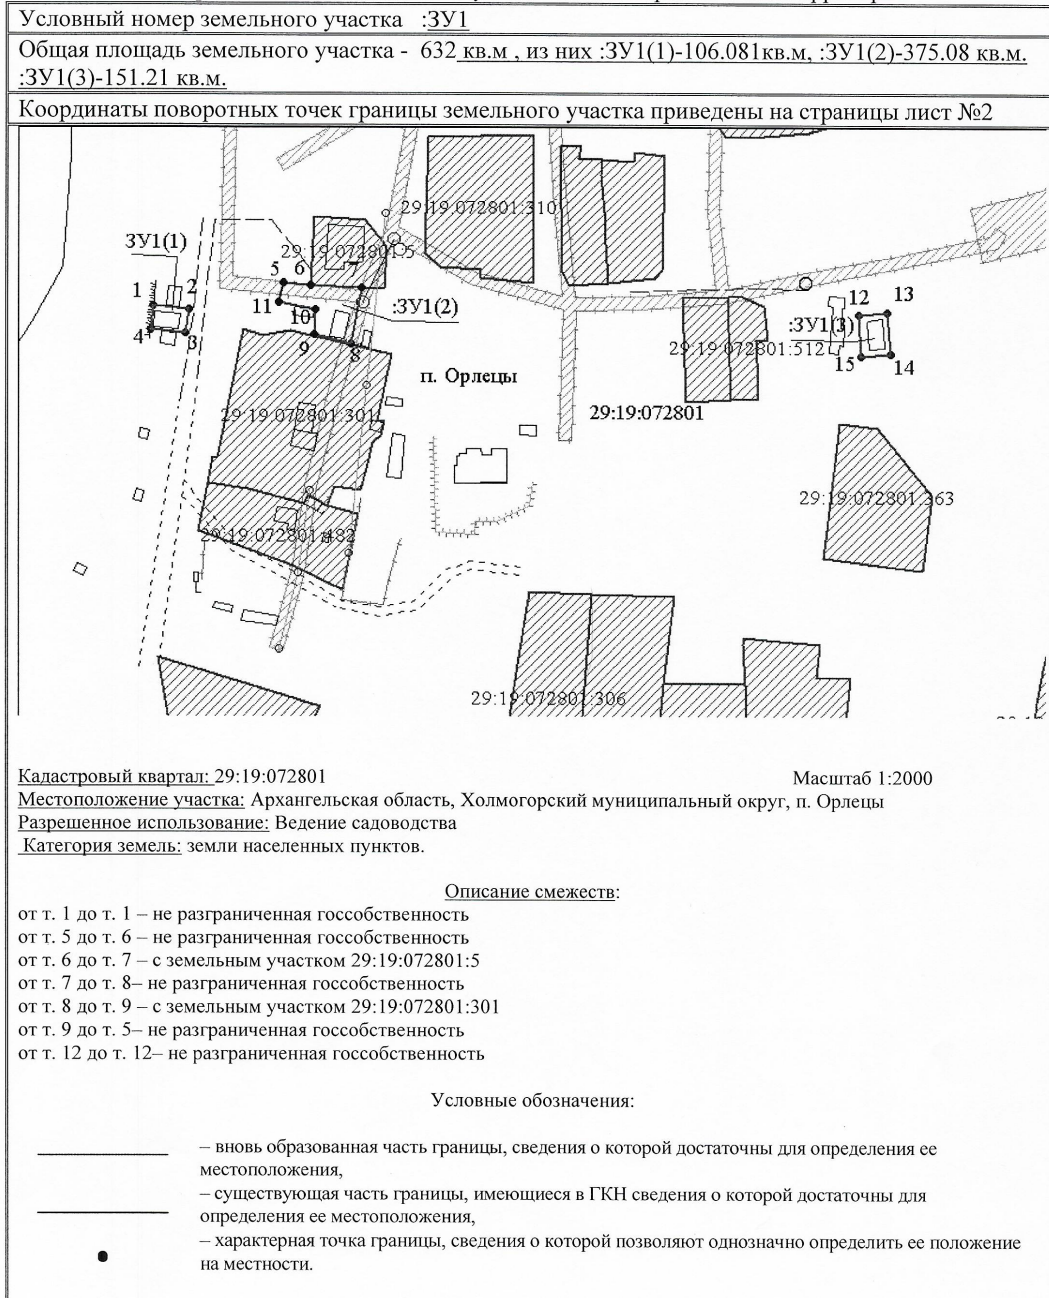 Условный номер земельного участка :ЗУ1
Общая площадь земельного участка - 632 кв.м , из них :ЗУ1(1)-106.081кв.м, :ЗУ1(2)-375.08 кв.м.
:ЗУ1(3)-151.21 кв.м.
Координаты поворотных точек границы земельного участка приведены на страницы лист №2
29:19:072801:310
ЗУ1(1)
29:19:072801:5
5 6 7
1 2
11 10
:ЗУ1(2)
12 13
4 3
9 8
:ЗУ1(3)
29:19:072801:512
15 14
п. Орлецы
29:19:072801:301
29:19:072801
29:19:072801:363
29:19:072801:482
29:19:072801:306
Кадастровый квартал: 29:19:072801
Масштаб 1:2000
Местоположение участка: Архангельская область, Холмогорский муниципальный округ, п. Орлецы
Разрешенное использование: Ведение садоводства
Категория земель: земли населенных пунктов.
Описание смежеств:
от т. 1 до т. 1 – не разграниченная госсобственность
от т. 5 до т. 6 – не разграниченная госсобственность
от т. 6 до т. 7 – с земельным участком 29:19:072801:5
от т. 7 до т. 8– не разграниченная госсобственность
от т. 8 до т. 9 – с земельным участком 29:19:072801:301
от т. 9 до т. 5– не разграниченная госсобственность
от т. 12 до т. 12– не разграниченная госсобственность
Условные обозначения:
– вновь образованная часть границы, сведения о которой достаточны для определения ее
местоположения,
– существующая часть границы, имеющиеся в ГКН сведения о которой достаточны для
определения ее местоположения,
– характерная точка границы, сведения о которой позволяют однозначно определить ее положение
на местности.